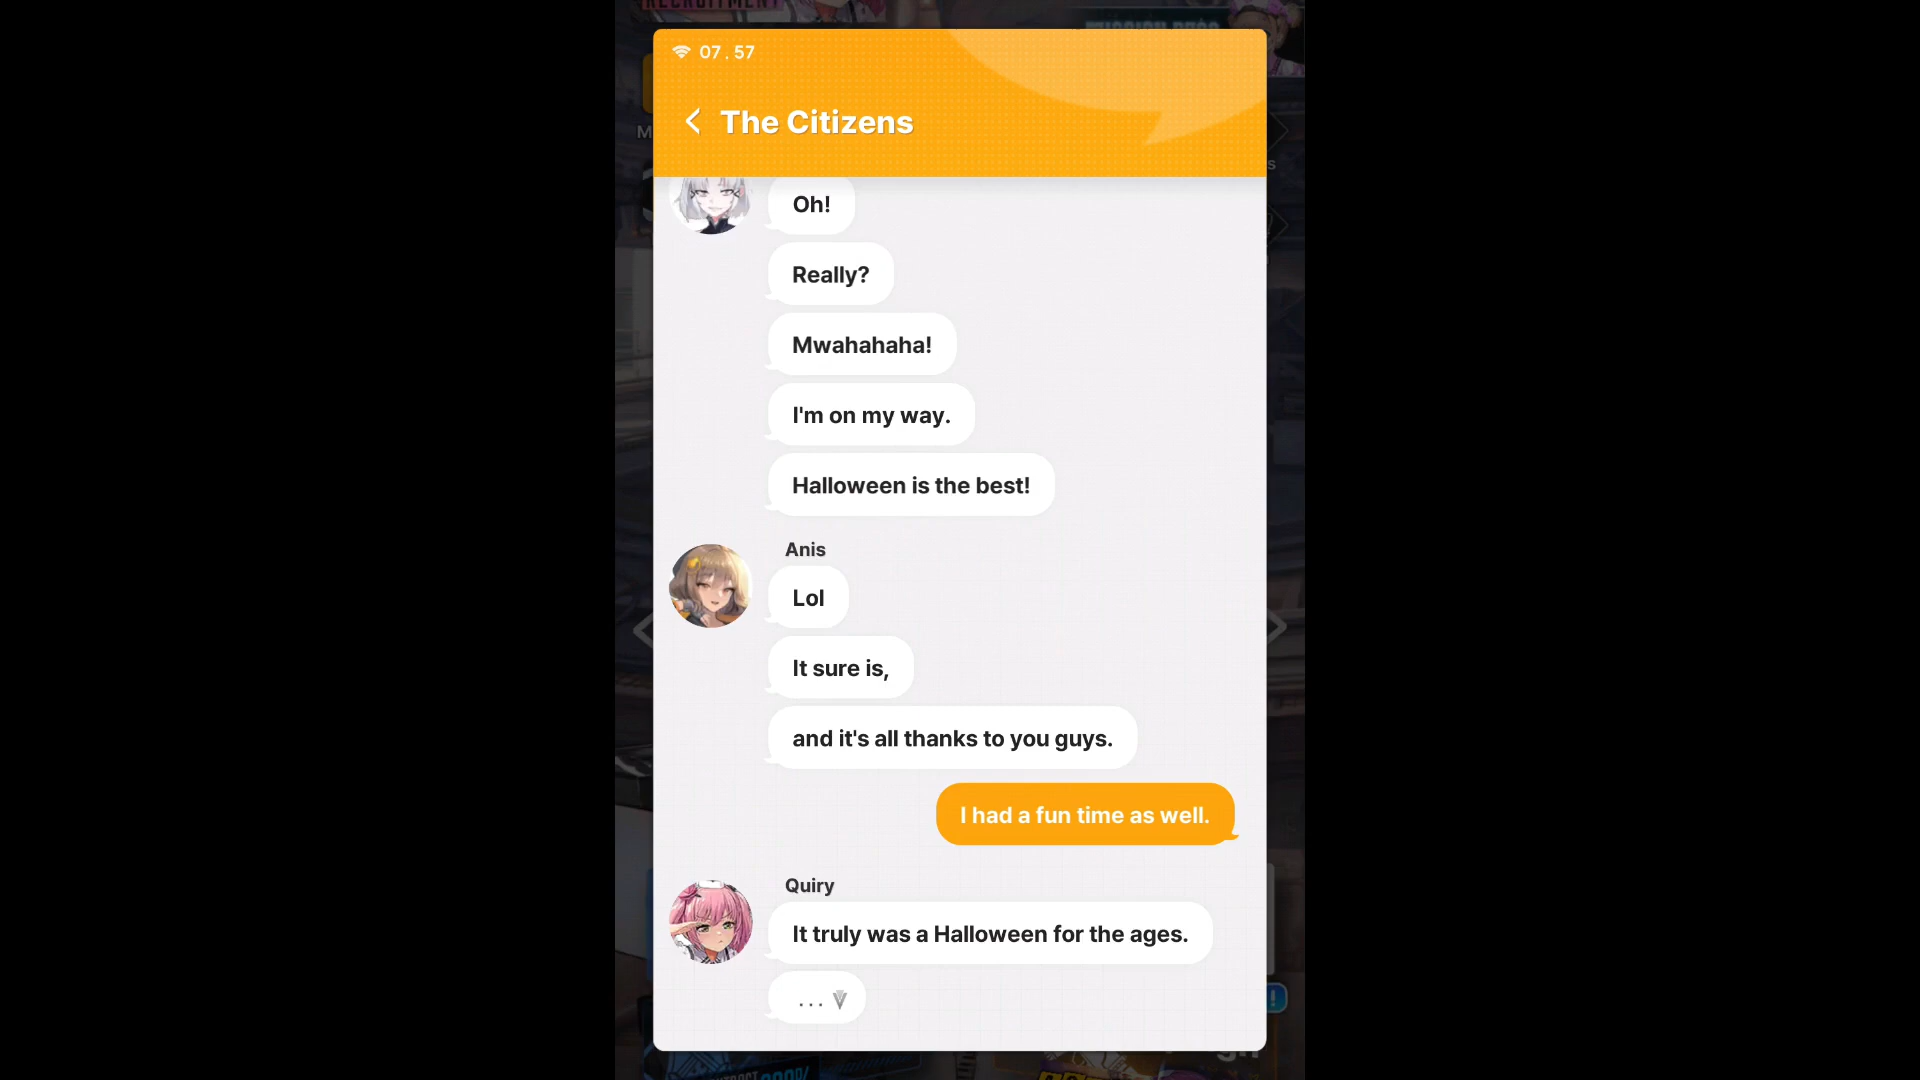 RECRUITMENT
07.57
The Citizens
Oh!
Really?
Mwahahaha!
I'm on my way.
Halloween is the best!
Anis
Lol
It sure is,
and it's all thanks to you guys.
I had a fun time as well.
Quiry
It truly was a Halloween for the ages.
...